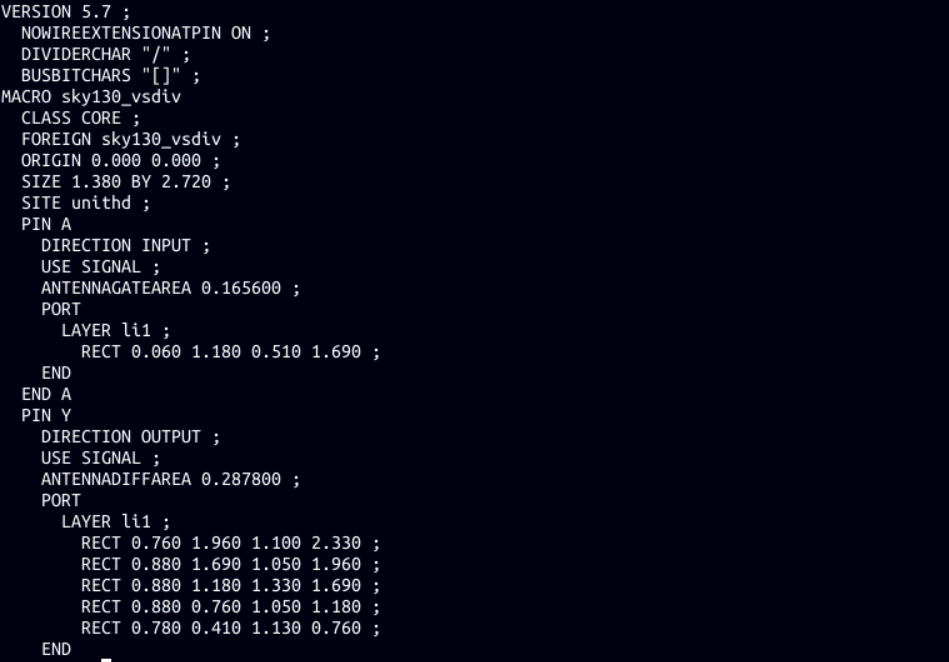 VERSION 5.7 ;
  NOWIREEXTENSIONATPIN ON ;
  DIVIDERCHAR "/" ;
  BUSBITCHARS "[]" ;
MACRO sky130_vsdiv
  CLASS CORE ;
  FOREIGN sky130_vsdiv ;
  ORIGIN 0.000 0.000 ;
  SIZE 1.380 BY 2.720 ;
  SITE unithd ;
  PIN A
    DIRECTION INPUT ;
    USE SIGNAL ;
    ANTENNAGATEAREA 0.165600 ;
    PORT
      LAYER li1 ;
        RECT 0.060 1.180 0.510 1.690 ;
    END
  END A
  PIN Y
    DIRECTION OUTPUT ;
    USE SIGNAL ;
    ANTENNADIFFAREA 0.287800 ;
    PORT
      LAYER li1 ;
        RECT 0.760 1.960 1.100 2.330 ;
        RECT 0.880 1.690 1.050 1.960 ;
        RECT 0.880 1.180 1.330 1.690 ;
        RECT 0.880 0.760 1.050 1.180 ;
        RECT 0.780 0.410 1.130 0.760 ;
    END